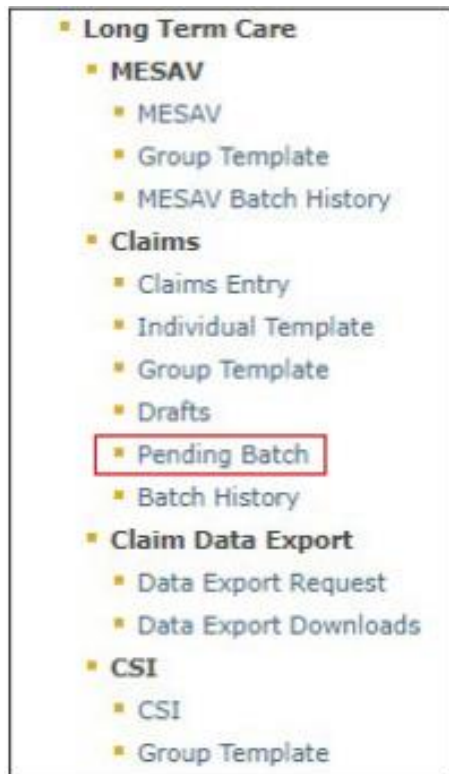 Long Term Care
MESAV
MESAV
Group Template
MESAV Batch History
Claims
Claims Entry
Individual Template
Group Template
Drafts
Pending Batch
Batch History
Claim Data Export
Data Export Request
Data Export Downloads
CSI
CSI
Group Template